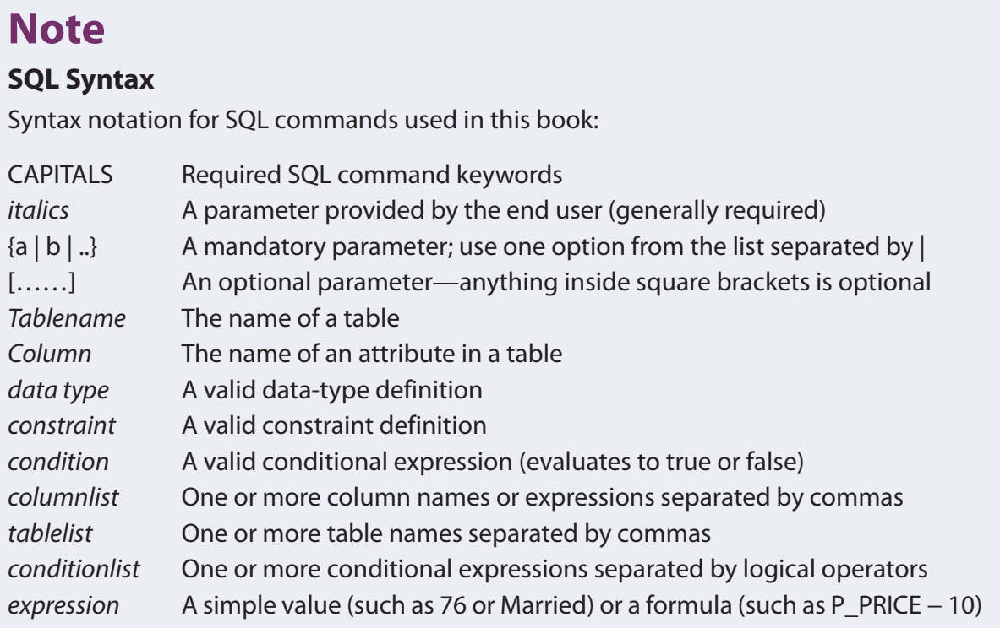 Note
SQL Syntax
Syntax notation for SQL commands used in this book:
CAPITALS Required SQL command keywords
italics A parameter provided by the end user (generally required)
{a | b | ..} A mandatory parameter; use one option from the list separated by |
[……] An optional parameter—anything inside square brackets is optional
Tablename The name of a table
Column The name of an attribute in a table
data type A valid data-type definition
constraint A valid constraint definition
condition A valid conditional expression (evaluates to true or false)
columnlist One or more column names or expressions separated by commas
tablelist One or more table names separated by commas
conditionlist One or more conditional expressions separated by logical operators
expression A simple value (such as 76 or Married) or a formula (such as P_PRICE − 10)